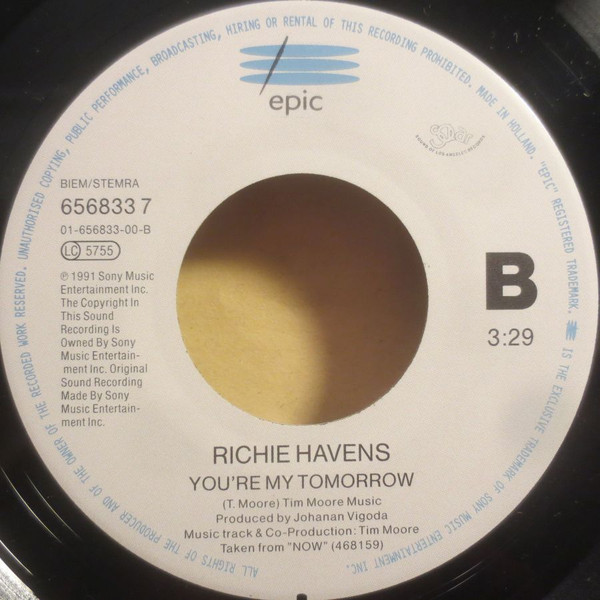 epic
BIEM/STEMRA
656833 7
01-656833-00-B
LC 5755
℗ 1991 Sony Music
Entertainment Inc.
The Copyright In
This Sound
Recording Is
Owned By Sony
Music Entertain-
ment Inc. Original
Sound Recording
Made By Sony
Music Entertain-
ment Inc.
SOUND OF LOS ANGELES RECORDS
B
3:29
RICHIE HAVENS
YOU'RE MY TOMORROW
(T. Moore) Tim Moore Music
Produced by Johanan Vigoda
Music track & Co-Production: Tim Moore
Taken from "NOW" (468159)
ALL RIGHTS OF THE PRODUCER AND OF THE OWNER OF THE RECORDED WORK RESERVED. UNAUTHORISED COPYING, PUBLIC PERFORMANCE, BROADCASTING, HIRING OR RENTAL OF THIS RECORDING PROHIBITED. MADE IN HOLLAND. "EPIC" REGISTERED TRADEMARK. IS THE EXCLUSIVE TRADEMARK OF SONY MUSIC ENTERTAINMENT INC.